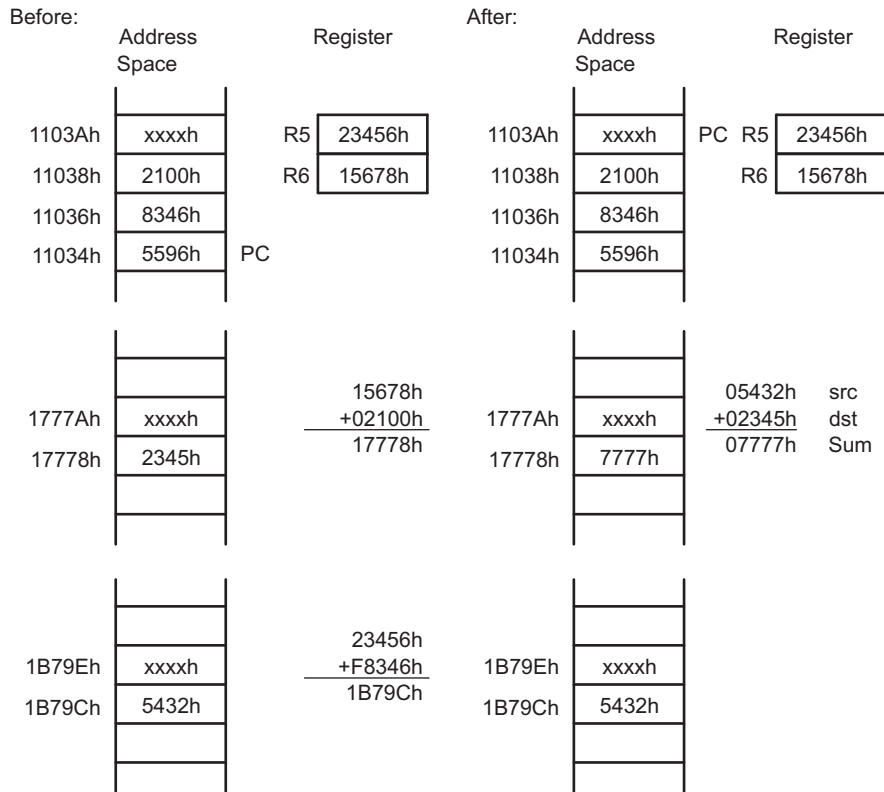 Before:
Address Space
Register
1103Ah xxxxh R5 23456h
11038h 2100h R6 15678h
11036h 8346h
11034h 5596h PC
1777Ah xxxxh
17778h 2345h
15678h
+02100h
17778h
1B79Eh xxxxh
1B79Ch 5432h
23456h
+F8346h
1B79Ch
After:
Address Space
Register
1103Ah xxxxh PC R5 23456h
11038h 2100h R6 15678h
11036h 8346h
11034h 5596h
1777Ah xxxxh
17778h 7777h
05432h src
+02345h dst
07777h Sum
1B79Eh xxxxh
1B79Ch 5432h